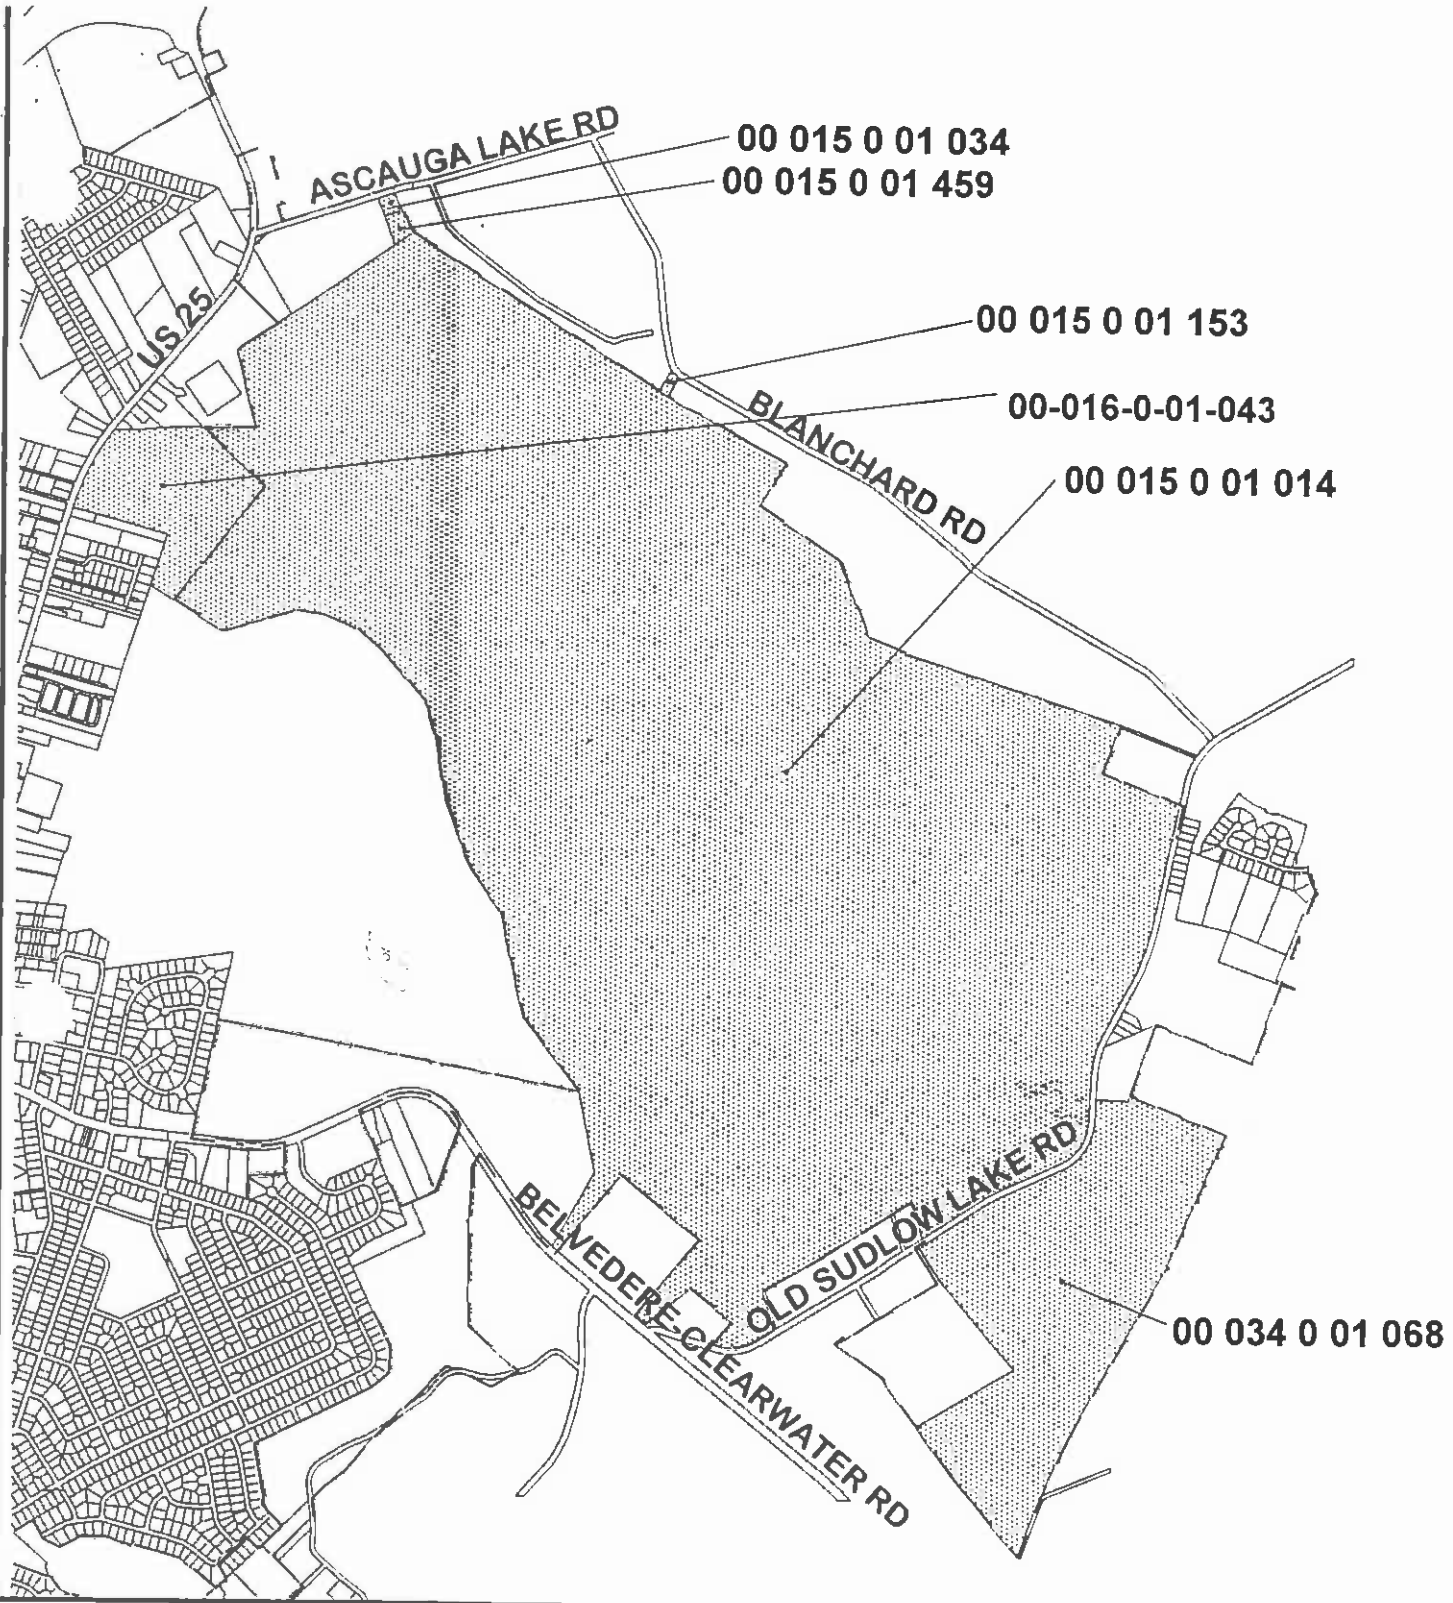 ASCAUGA LAKE RD
00 015 0 01 034
00 015 0 01 459
US 25
00 015 0 01 153
00-016-0-01-043
BLANCHARD RD
00 015 0 01 014
OLD SUDLOW LAKE RD
BELVEDERE-CLEARWATER RD
00 034 0 01 068